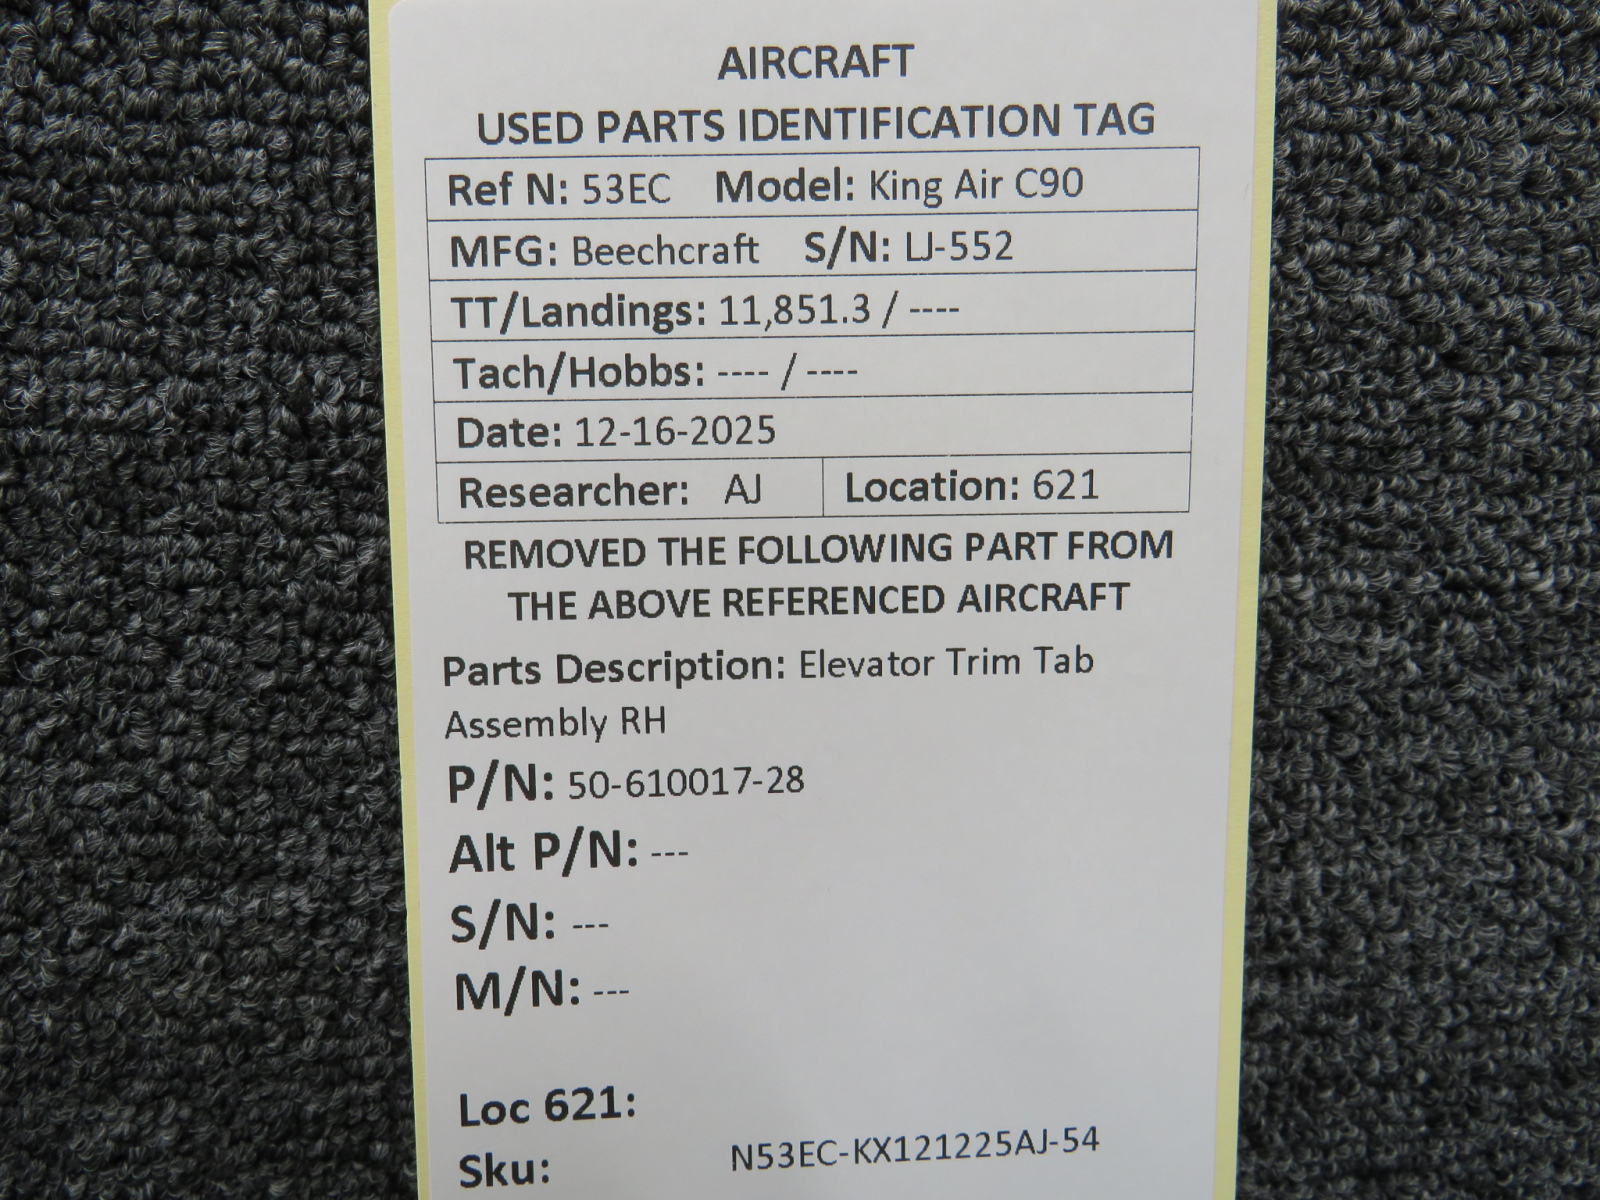 AIRCRAFT
USED PARTS IDENTIFICATION TAG
Ref N: 53EC Model: King Air C90
MFG: Beechcraft S/N: LJ-552
TT/Landings: 11,851.3 / ----
Tach/Hobbs: ---- / ----
Date: 12-16-2025
Researcher: AJ Location: 621
REMOVED THE FOLLOWING PART FROM
THE ABOVE REFERENCED AIRCRAFT
Parts Description: Elevator Trim Tab
Assembly RH
P/N: 50-610017-28
Alt P/N: ---
S/N: ---
M/N: ---
Loc 621:
Sku: N53EC-KX121225AJ-54